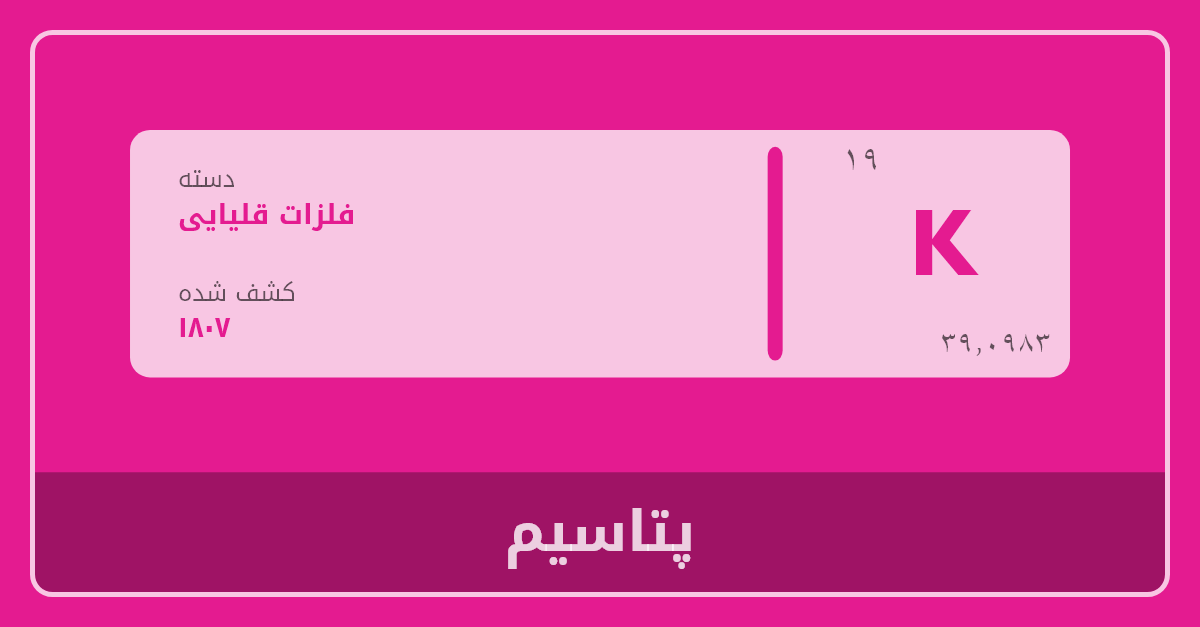 ۱۹
K
۳۹,۰۹۸۳
دسته
فلزات قلیایی
کشف شده
۱۸۰۷
پتاسیم